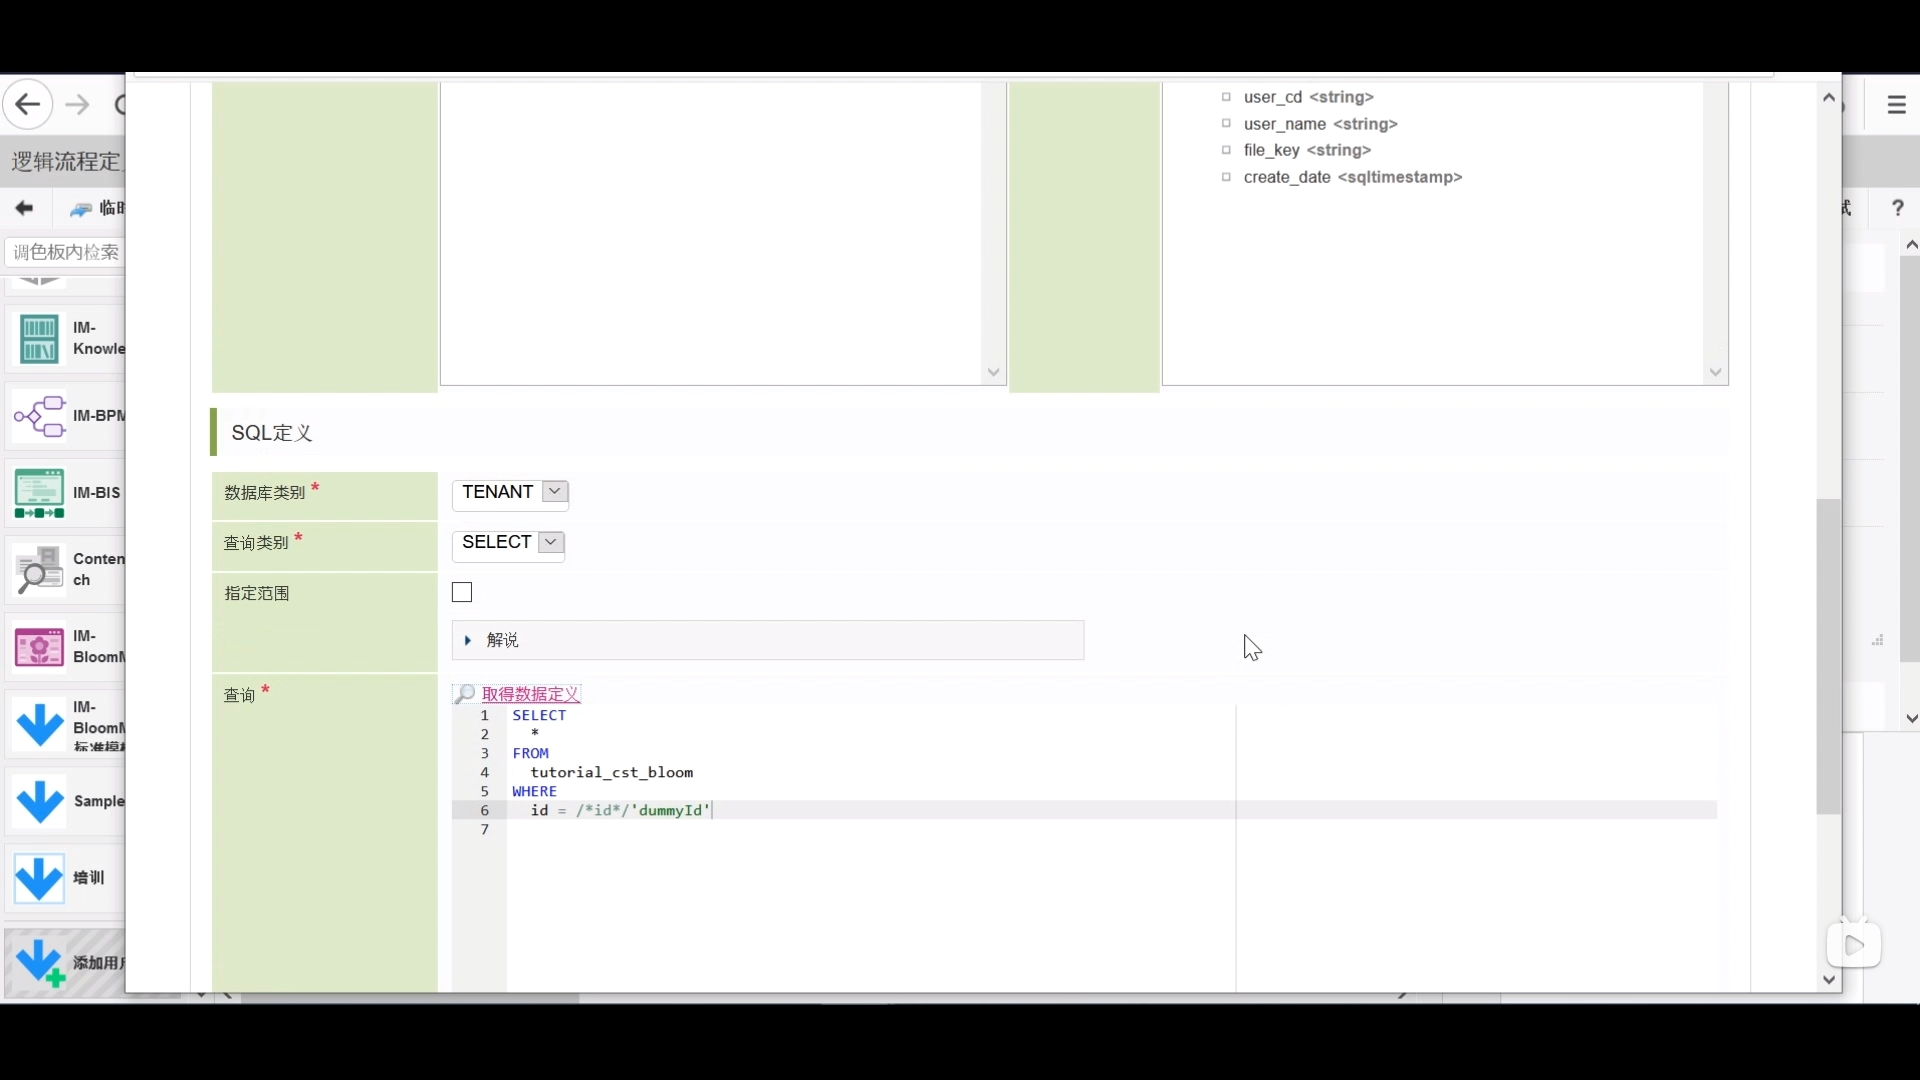 user_cd <string>
user_name <string>
file_key <string>
create_date <sqltimestamp>
逻辑流程定
临时
试
?
调色板内检索
IM-
Knowle
IM-BPM
IM-BIS
Conten
ch
IM-
BloomM
IM-
BloomM
标准模板
Sample
培训
添加用户
SQL定义
数据库类别 *
TENANT
查询类别 *
SELECT
指定范围
解说
查询 *
取得数据定义
1 SELECT
2 *
3 FROM
4 tutorial_cst_bloom
5 WHERE
6 id = /*id*/'dummyId'
7